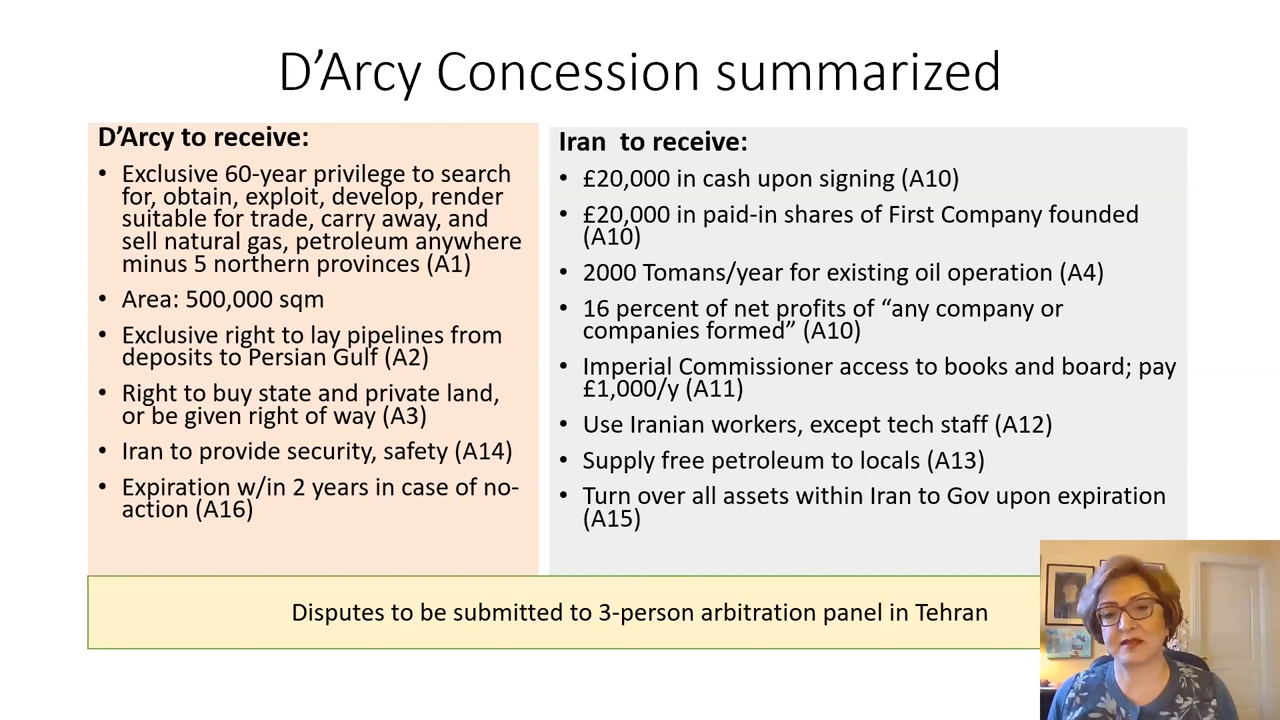 D’Arcy Concession summarized
D’Arcy to receive:
• Exclusive 60-year privilege to search
for, obtain, exploit, develop, render
suitable for trade, carry away, and
sell natural gas, petroleum anywhere
minus 5 northern provinces (A1)
• Area: 500,000 sqm
• Exclusive right to lay pipelines from
deposits to Persian Gulf (A2)
• Right to buy state and private land,
or be given right of way (A3)
• Iran to provide security, safety (A14)
• Expiration w/in 2 years in case of no-
action (A16)
Iran  to receive:
• £20,000 in cash upon signing (A10)
• £20,000 in paid-in shares of First Company founded
(A10)
• 2000 Tomans/year for existing oil operation (A4)
• 16 percent of net profits of “any company or
companies formed” (A10)
• Imperial Commissioner access to books and board; pay
£1,000/y (A11)
• Use Iranian workers, except tech staff (A12)
• Supply free petroleum to locals (A13)
• Turn over all assets within Iran to Gov upon expiration
(A15)
Disputes to be submitted to 3-person arbitration panel in Tehran